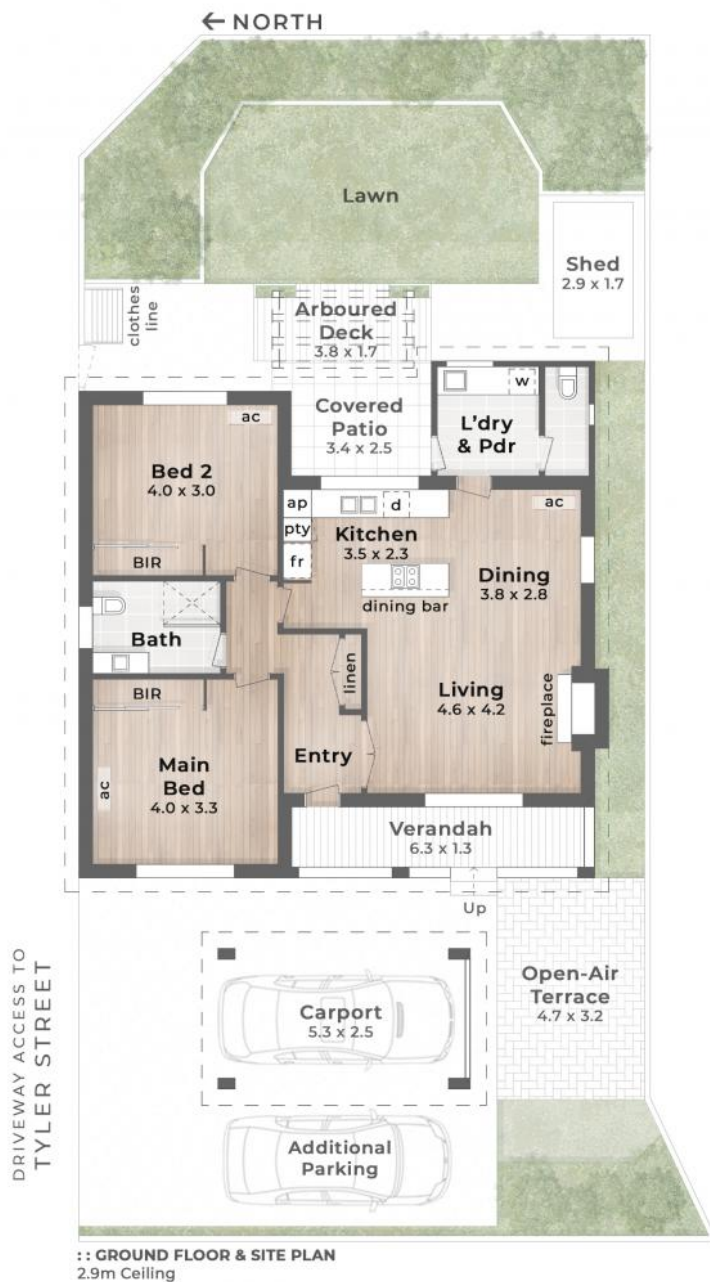 ← NORTH
Lawn
Shed
2.9 x 1.7
clothes
line
Arboured
Deck
3.8 x 1.7
Covered
Patio
3.4 x 2.5
w
L'dry
& Pdr
ac
Bed 2
4.0 x 3.0
BIR
ap
pty
fr
d
Kitchen
3.5 x 2.3
dining bar
ac
Dining
3.8 x 2.8
Bath
BIR
linen
Living
4.6 x 4.2
fireplace
Main
Bed
4.0 x 3.3
ac
Entry
Verandah
6.3 x 1.3
Up
DRIVEWAY ACCESS TO
TYLER STREET
Carport
5.3 x 2.5
Open-Air
Terrace
4.7 x 3.2
Additional
Parking
:: GROUND FLOOR & SITE PLAN
2.9m Ceiling